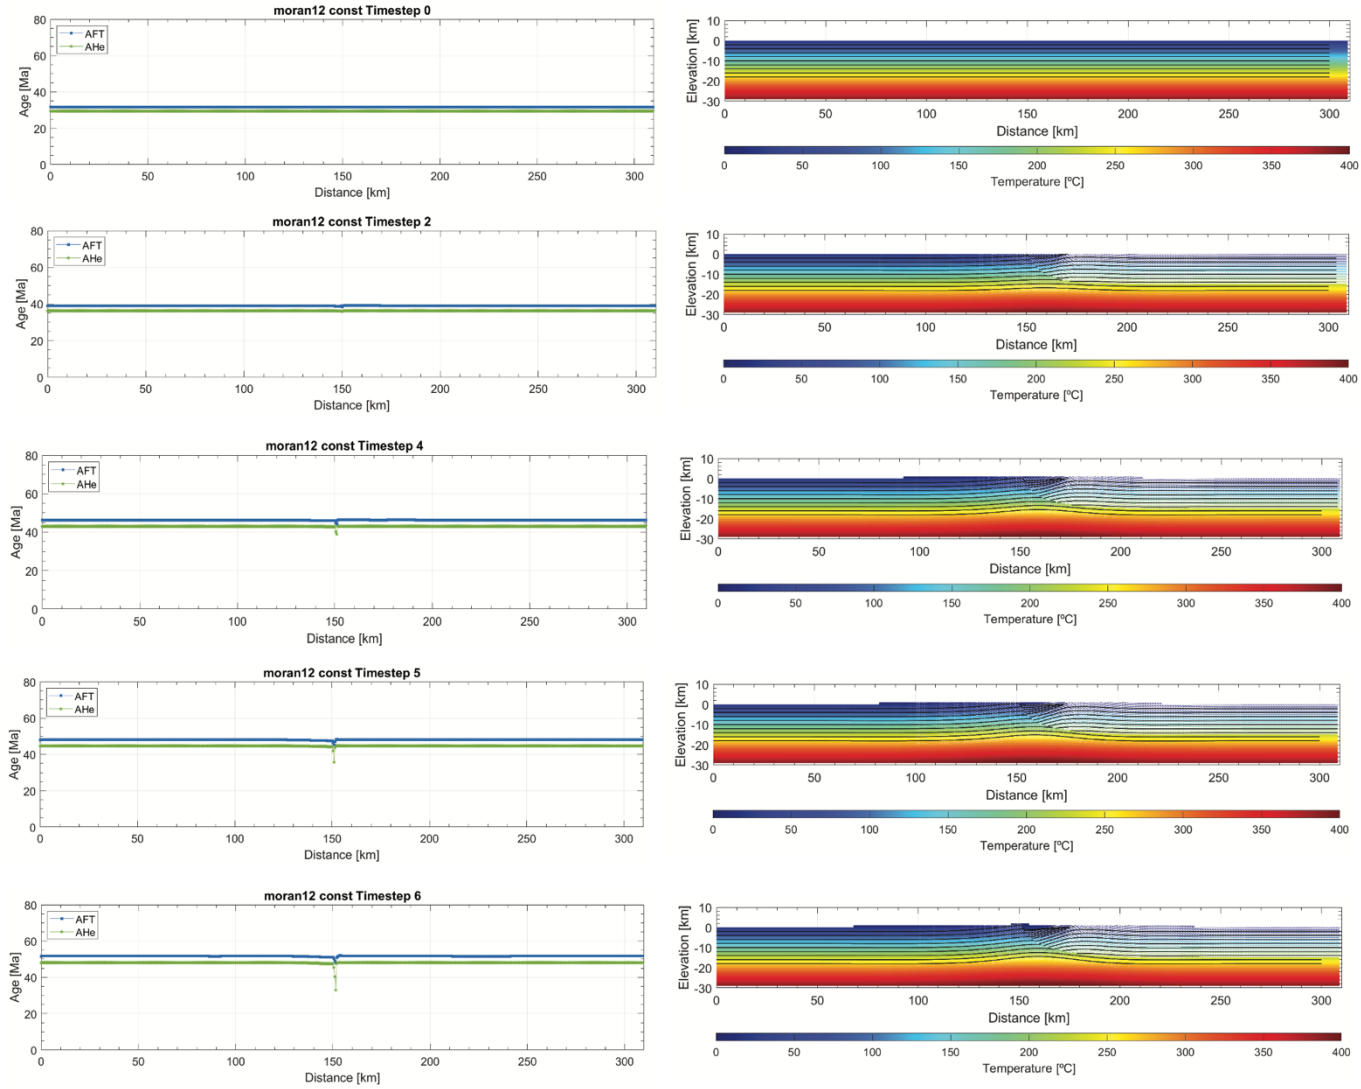 moran12 const Timestep 0
AFT
AHe
Age [Ma]
80
60
40
20
0
0 50 100 150 200 250 300
Distance [km]
Elevation [km]
10
0
-10
-20
-30
0 50 100 150 200 250 300
Distance [km]
0 50 100 150 200 250 300 350 400
Temperature [ºC]
moran12 const Timestep 2
AFT
AHe
Age [Ma]
80
60
40
20
0
0 50 100 150 200 250 300
Distance [km]
Elevation [km]
10
0
-10
-20
-30
0 50 100 150 200 250 300
Distance [km]
0 50 100 150 200 250 300 350 400
Temperature [ºC]
moran12 const Timestep 4
AFT
AHe
Age [Ma]
80
60
40
20
0
0 50 100 150 200 250 300
Distance [km]
Elevation [km]
10
0
-10
-20
-30
0 50 100 150 200 250 300
Distance [km]
0 50 100 150 200 250 300 350 400
Temperature [ºC]
moran12 const Timestep 5
AFT
AHe
Age [Ma]
80
60
40
20
0
0 50 100 150 200 250 300
Distance [km]
Elevation [km]
10
0
-10
-20
-30
0 50 100 150 200 250 300
Distance [km]
0 50 100 150 200 250 300 350 400
Temperature [ºC]
moran12 const Timestep 6
AFT
AHe
Age [Ma]
80
60
40
20
0
0 50 100 150 200 250 300
Distance [km]
Elevation [km]
10
0
-10
-20
-30
0 50 100 150 200 250 300
Distance [km]
0 50 100 150 200 250 300 350 400
Temperature [ºC]